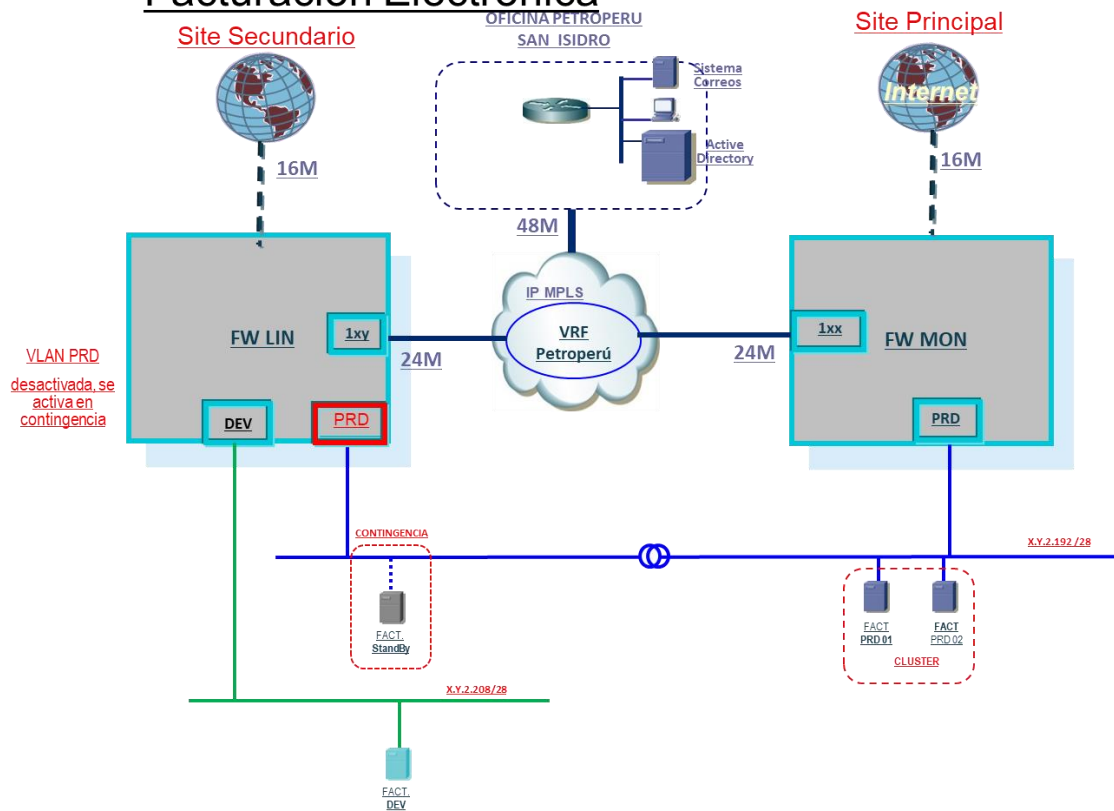 Facturación Electrónica
Site Secundario
OFICINA PETROPERU
SAN ISIDRO
Site Principal
Sistema
Correos
Internet
Active
Directory
16M
16M
48M
IP MPLS
VRF
Petroperú
FW LIN
1xy
24M
24M
1xx
FW MON
VLAN PRD
desactivada, se
activa en
contingencia
DEV
PRD
PRD
CONTINGENCIA
X.Y.2.192 /28
FACT.
StandBy
FACT
PRD 01
FACT
PRD 02
CLUSTER
X.Y.2.208/28
FACT.
DEV